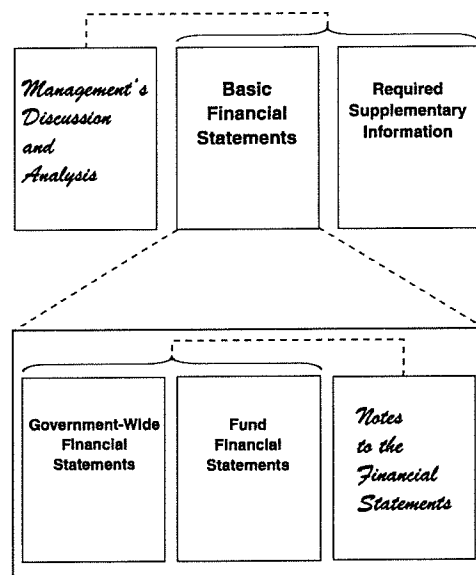 Management's
Discussion
and
Analysis
Basic
Financial
Statements
Required
Supplementary
Information
Government-Wide
Financial
Statements
Fund
Financial
Statements
Notes
to the
Financial
Statements